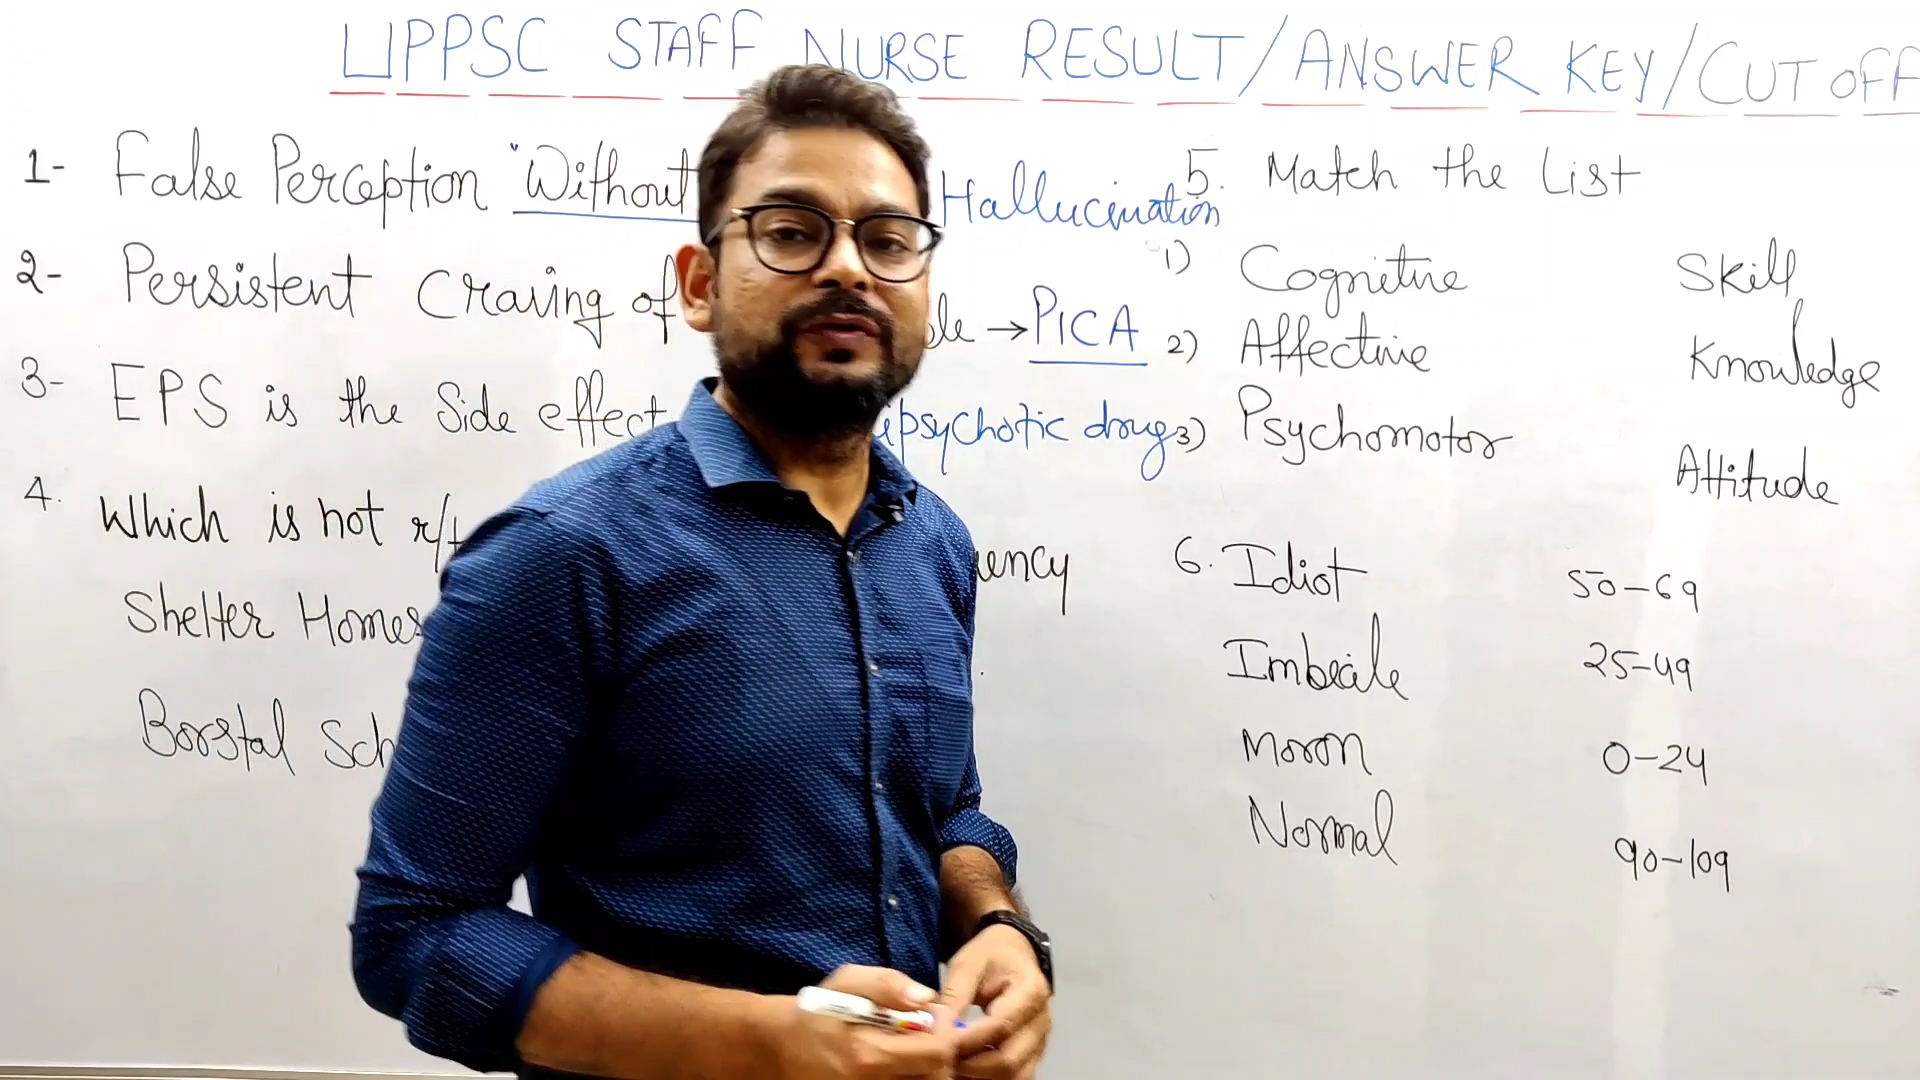 UPPSC STAFF NURSE RESULT/ANSWER KEY/CUT OFF
1- False Perception "Without Hallucination
2- Persistent Craving of → PICA
3- EPS is the Side effect psychotic drugs
4. Which is not r/t
Shelter Homes
Borstal
5. Match the List
1) Cognitive Skill
2) Affective Knowledge
3) Psychomotor Attitude
6. Idiot 50-69
Imbecile 25-49
Moron 0-24
Normal 90-109